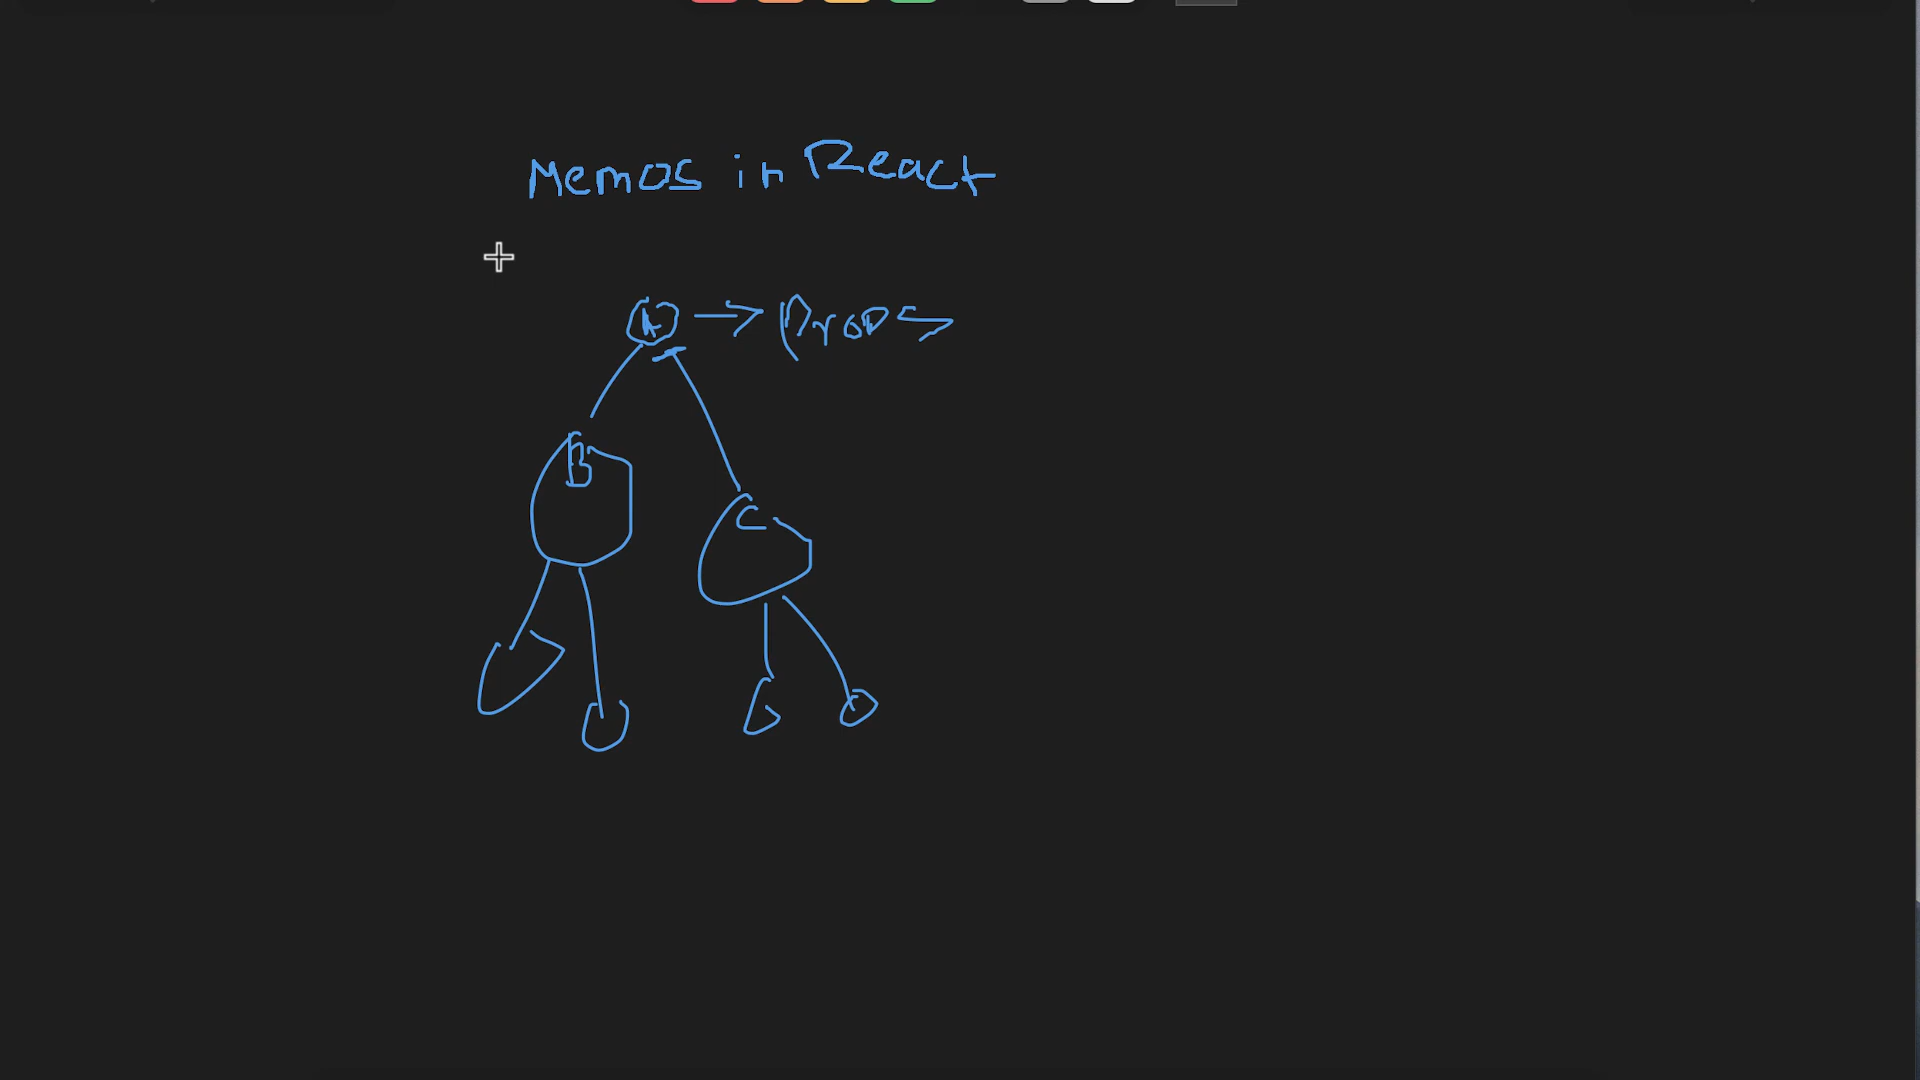 Memos in React
A → Props
B
C